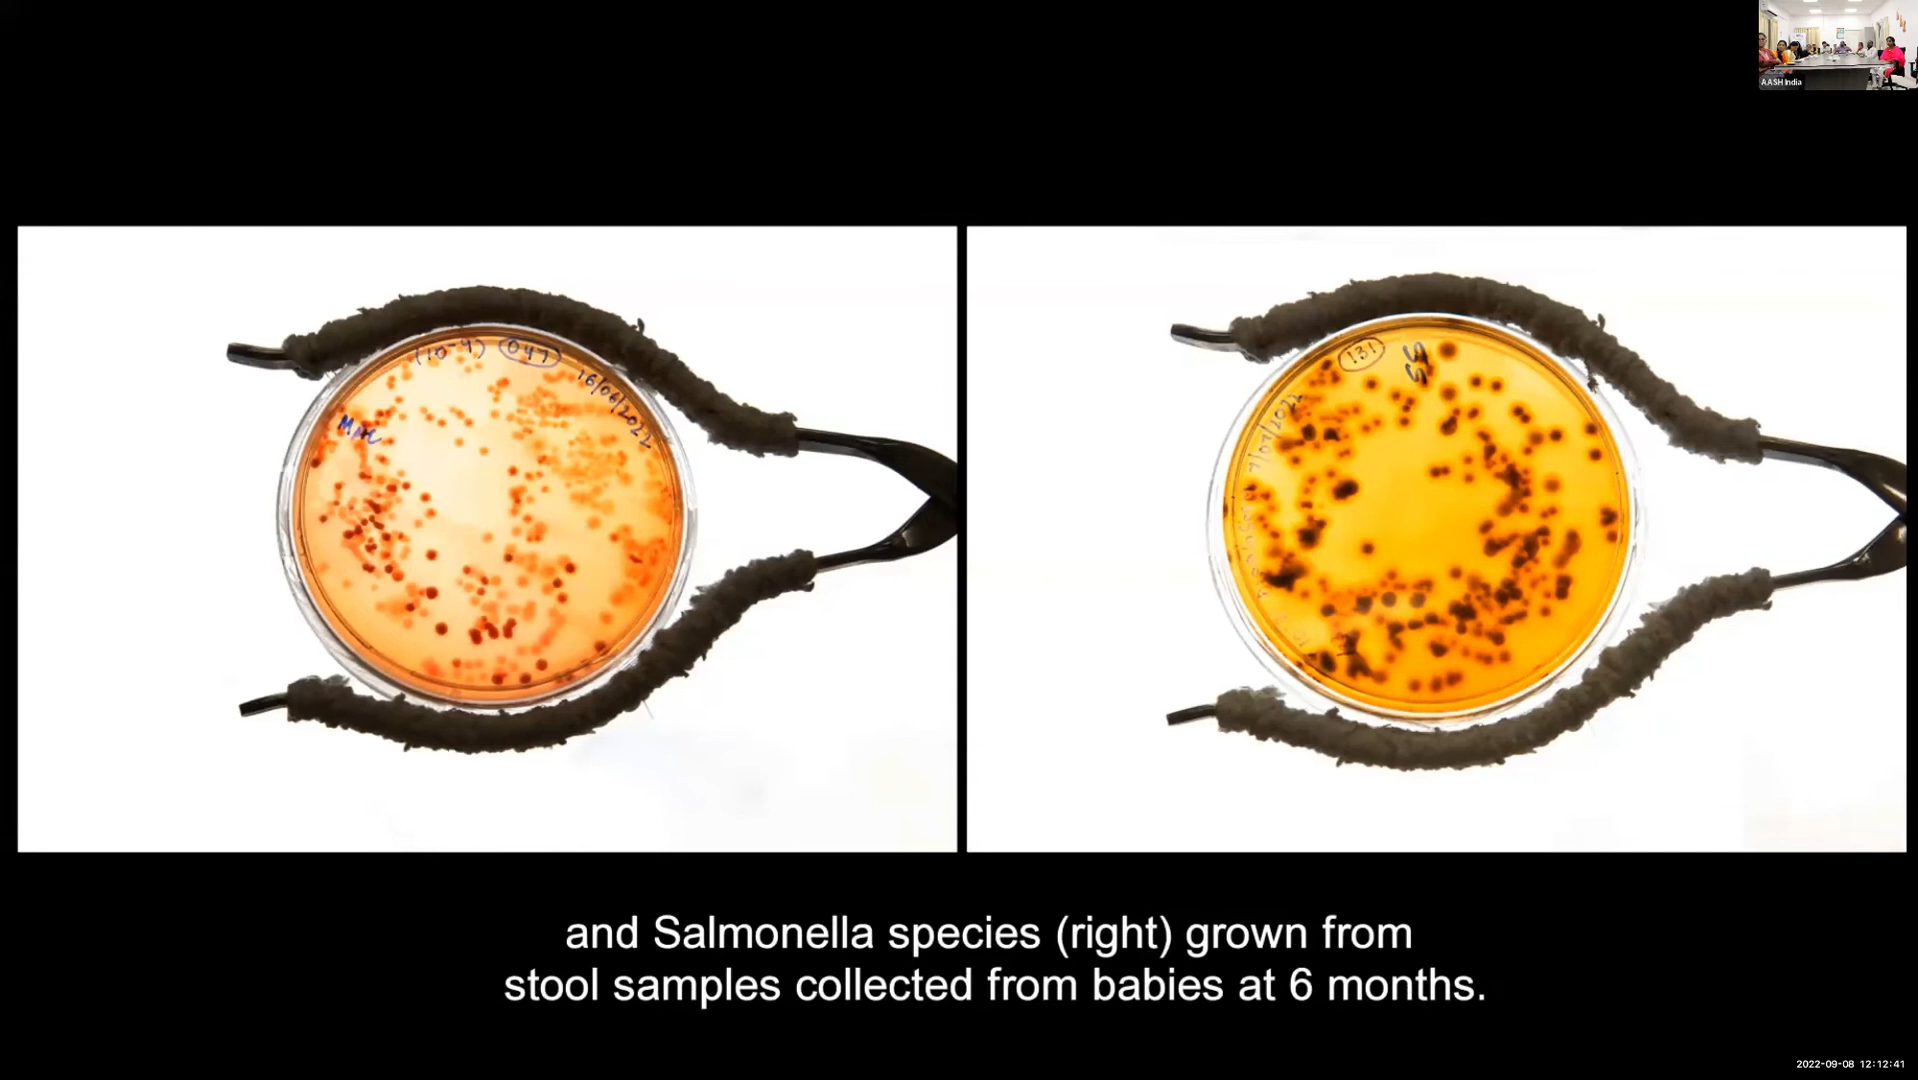 AASH India
(10-4) 047
16/06/2022
MAC
131
SS
and Salmonella species (right) grown from
stool samples collected from babies at 6 months.
2022-09-08 12:12:41